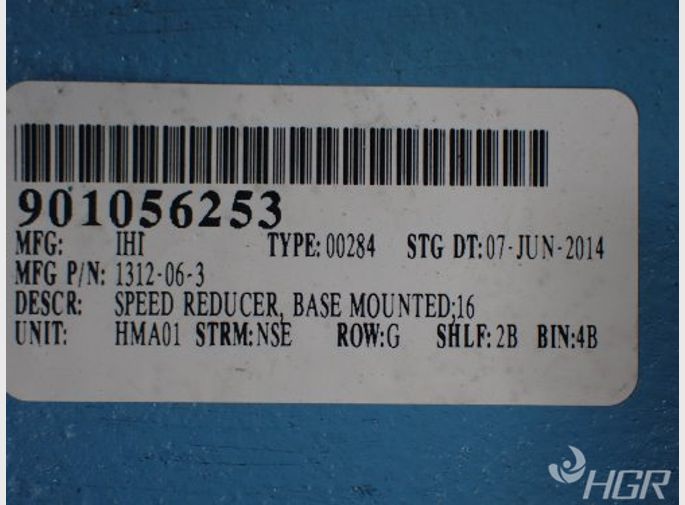 901056253
MFG: IHI TYPE: 00284 STG DT: 07-JUN-2014
MFG P/N: 1312-06-3
DESCR: SPEED REDUCER, BASE MOUNTED;16
UNIT: HMA01 STRM:NSE ROW:G SHLF: 2B BIN:4B
HGR